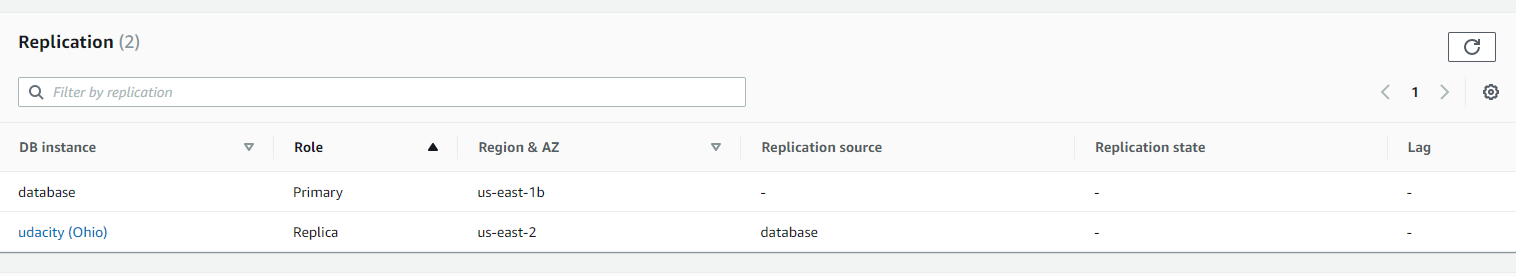 Replication (2)
Filter by replication
1
DB instance Role Region & AZ Replication source Replication state Lag
database Primary us-east-1b - - -
udacity (Ohio) Replica us-east-2 database - -